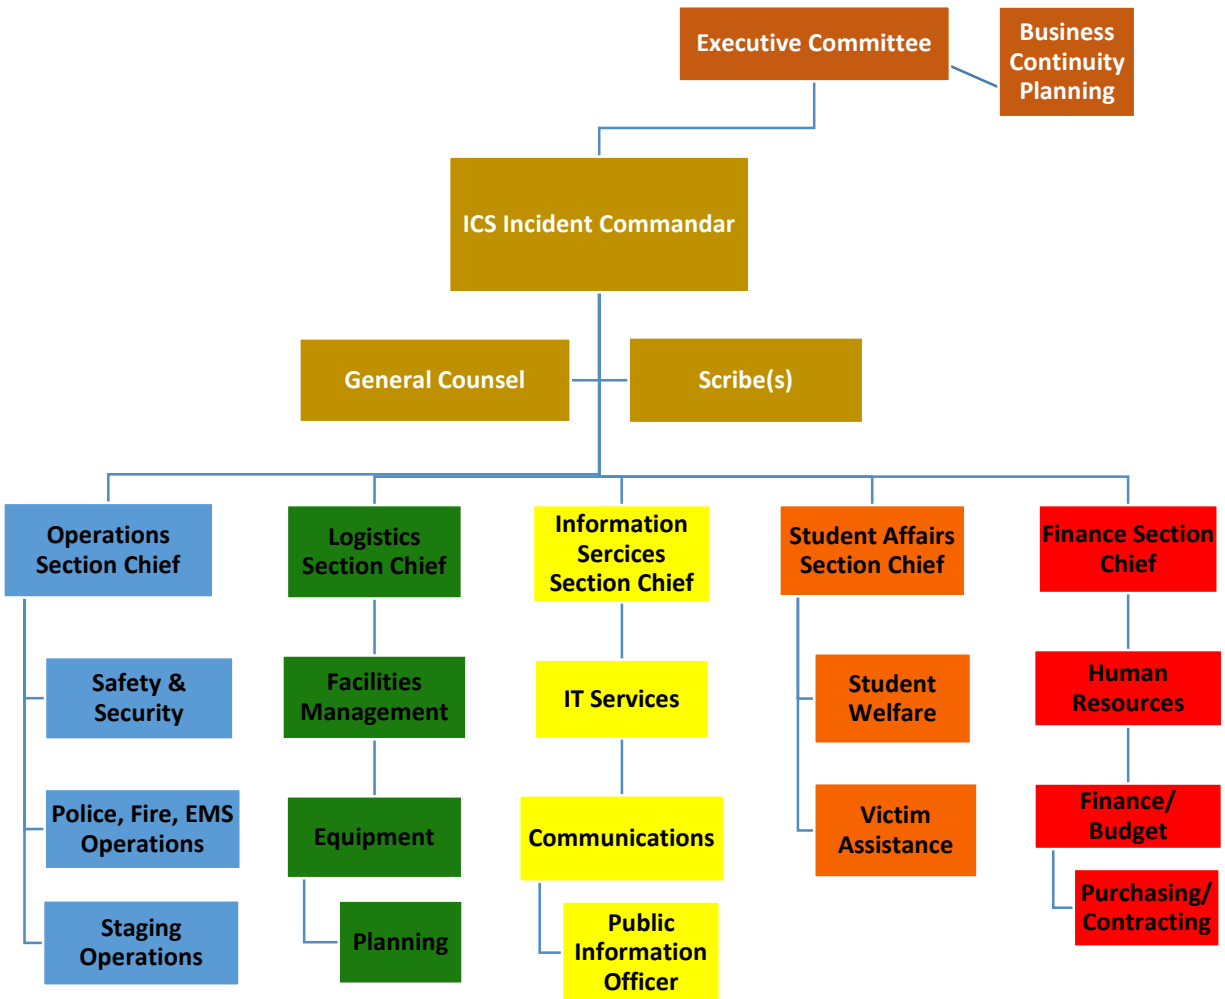 Executive Committee
Business
Continuity
Planning
ICS Incident Commandar
General Counsel
Scribe(s)
Operations
Section Chief
Logistics
Section Chief
Information
Sercices
Section Chief
Student Affairs
Section Chief
Finance Section
Chief
Safety &
Security
Facilities
Management
IT Services
Student
Welfare
Human
Resources
Police, Fire, EMS
Operations
Equipment
Communications
Victim
Assistance
Finance/
Budget
Staging
Operations
Planning
Public
Information
Officer
Purchasing/
Contracting